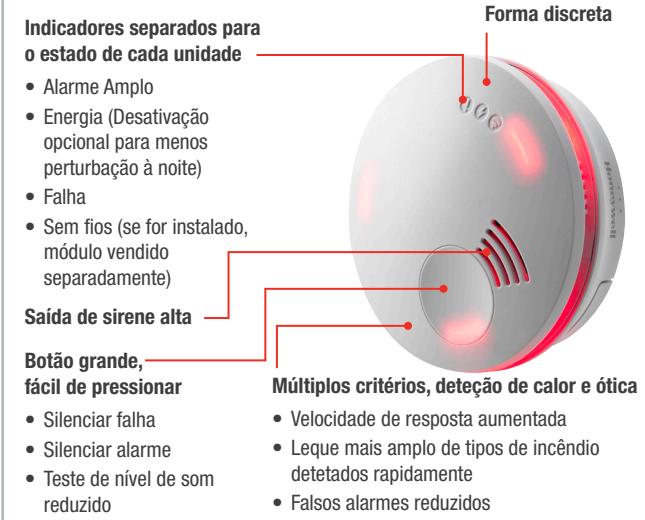 Indicadores separados para
o estado de cada unidade
• Alarme Amplo
• Energia (Desativação
opcional para menos
perturbação à noite)
• Falha
• Sem fios (se for instalado,
módulo vendido
separadamente)
Saída de sirene alta
Botão grande,
fácil de pressionar
• Silenciar falha
• Silenciar alarme
• Teste de nível de som
reduzido
Forma discreta
Honeywell
Múltiplos critérios, deteção de calor e ótica
• Velocidade de resposta aumentada
• Leque mais amplo de tipos de incêndio
detetados rapidamente
• Falsos alarmes reduzidos